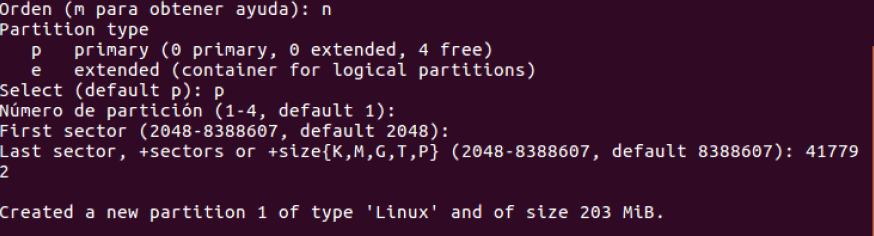 Orden (m para obtener ayuda): n
Partition type
   p   primary (0 primary, 0 extended, 4 free)
   e   extended (container for logical partitions)
Select (default p): p
Número de partición (1-4, default 1):
First sector (2048-8388607, default 2048):
Last sector, +sectors or +size{K,M,G,T,P} (2048-8388607, default 8388607): 41779
2
Created a new partition 1 of type 'Linux' and of size 203 MiB.